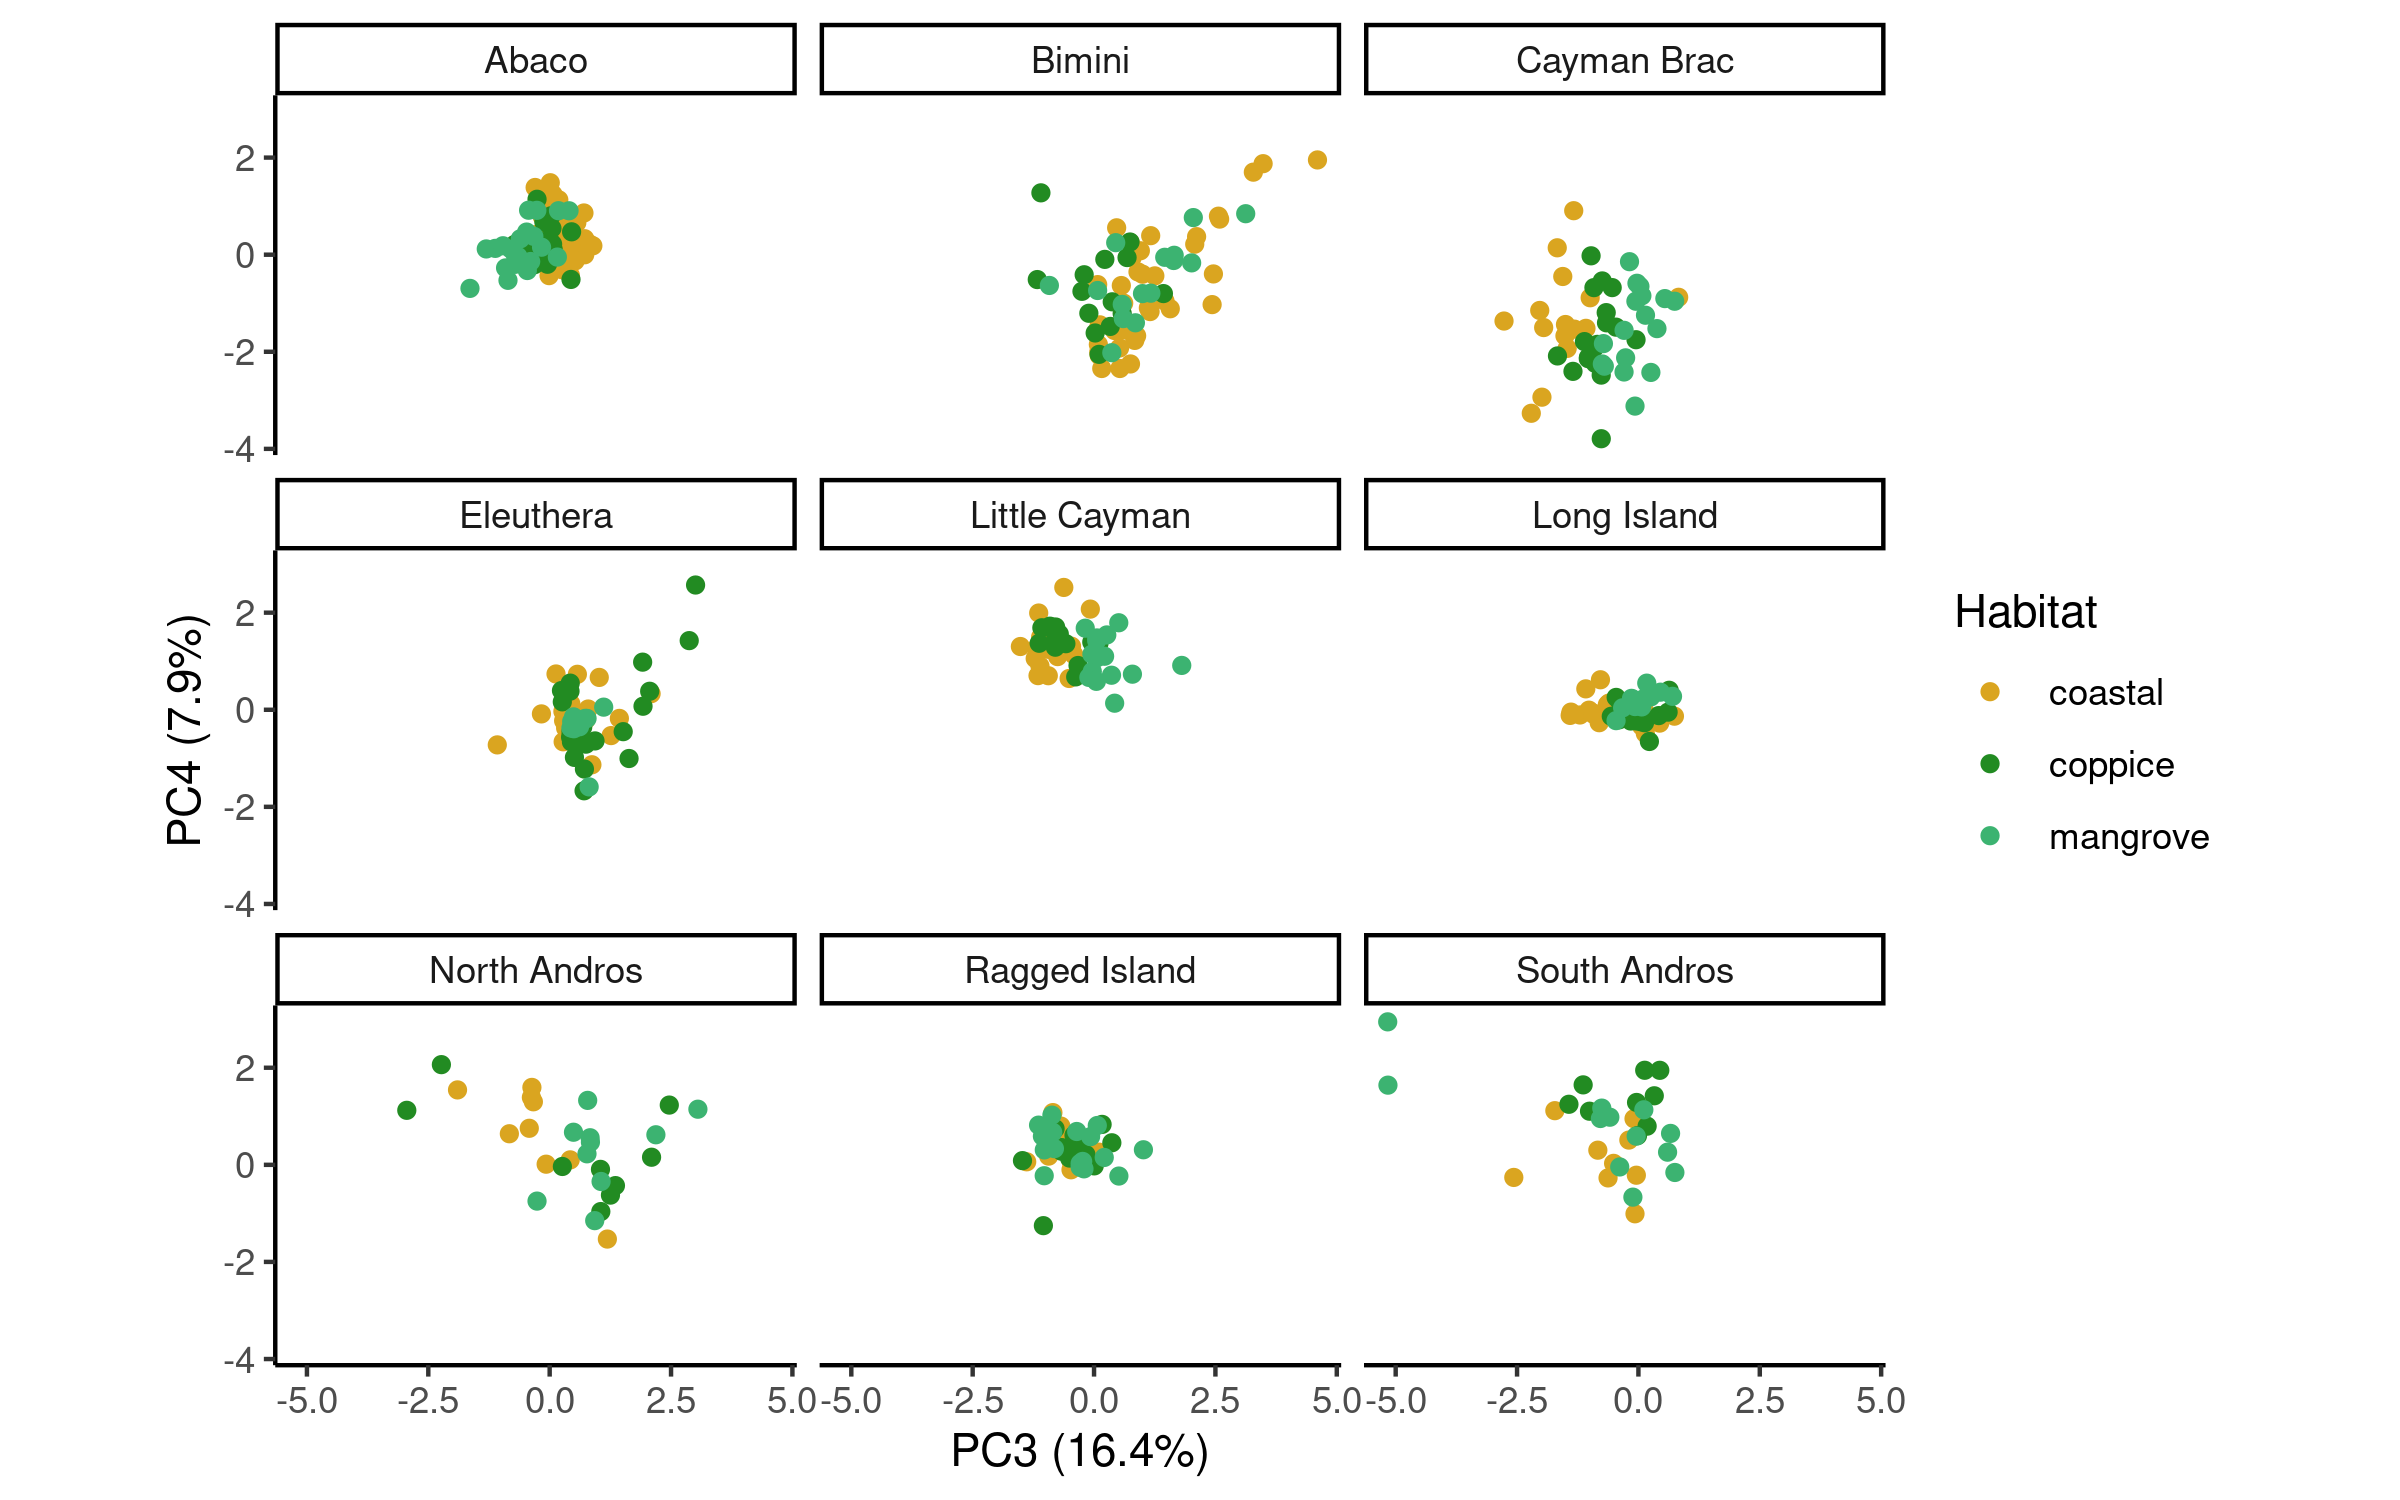 Abaco Bimini Cayman Brac
2
0
-2
-4
Eleuthera Little Cayman Long Island
2
0
-2
-4
North Andros Ragged Island South Andros
2
0
-2
-4
-5.0 -2.5 0.0 2.5 5.0 -5.0 -2.5 0.0 2.5 5.0 -5.0 -2.5 0.0 2.5 5.0
PC3 (16.4%)
PC4 (7.9%)
Habitat
coastal
coppice
mangrove